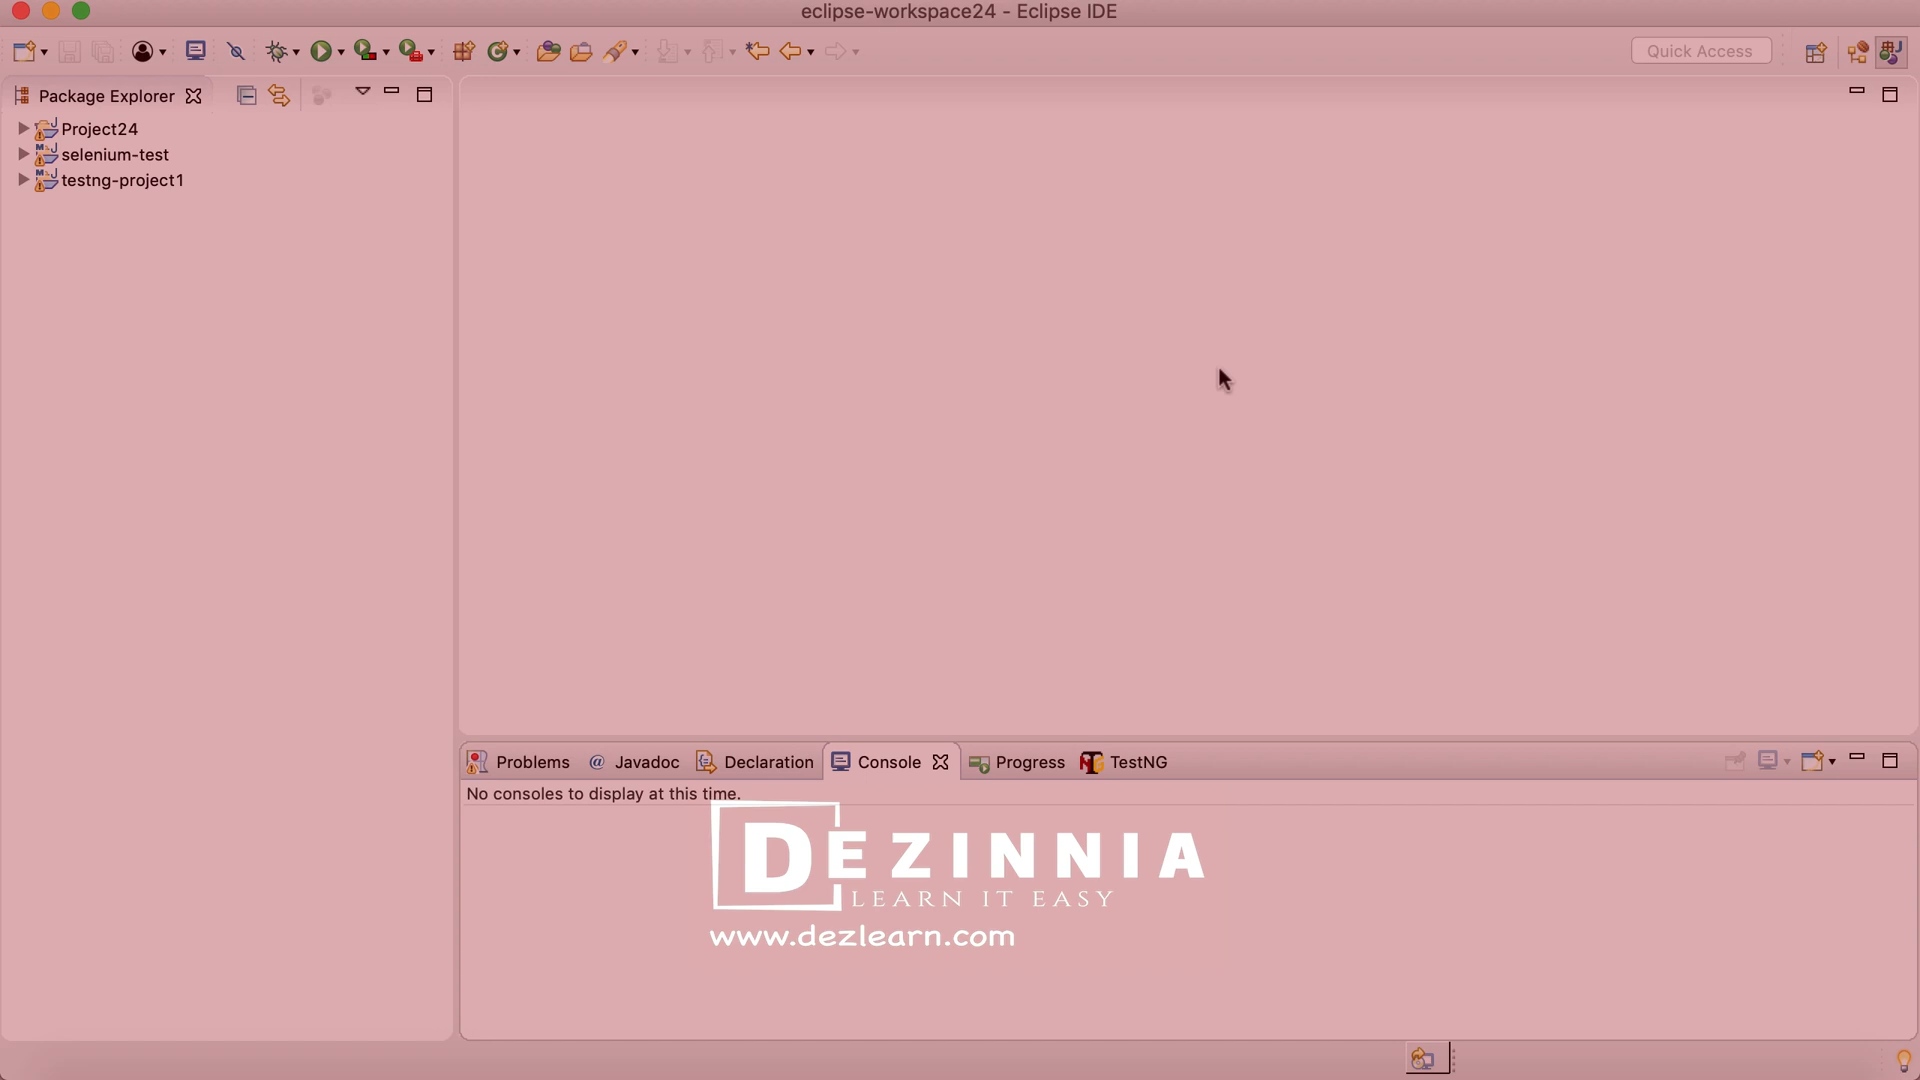 eclipse-workspace24 - Eclipse IDE
Quick Access
Package Explorer
Project24
selenium-test
testng-project1
Problems
@ Javadoc
Declaration
Console
Progress
TestNG
No consoles to display at this time.
DEZINNIA
LEARN IT EASY
www.dezlearn.com